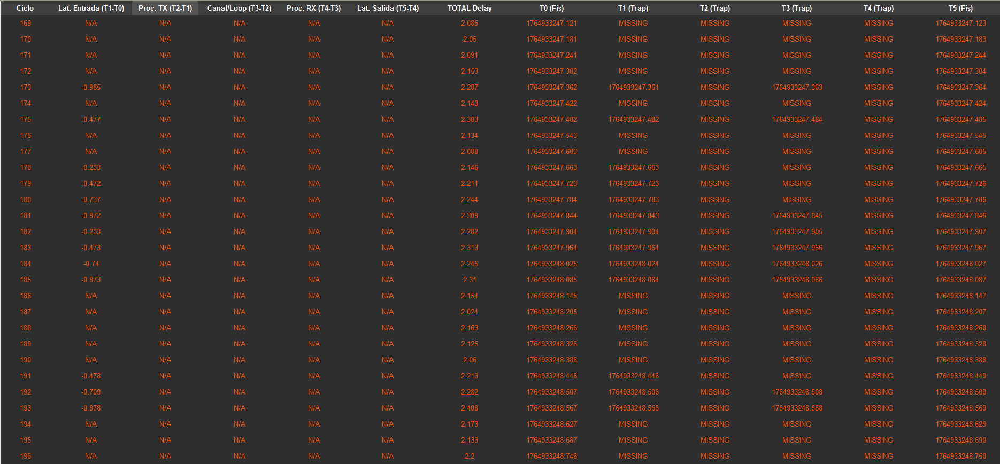 Ciclo Lat. Entrada (T1-T0) Proc. TX (T2-T1) Canal/Loop (T3-T2) Proc. RX (T4-T3) Lat. Salida (T5-T4) TOTAL Delay T0 (Fis) T1 (Trap) T2 (Trap) T3 (Trap) T4 (Trap) T5 (Fis)
169 N/A N/A N/A N/A N/A 2.085 1764933247.121 MISSING MISSING MISSING MISSING 1764933247.123
170 N/A N/A N/A N/A N/A 2.05 1764933247.181 MISSING MISSING MISSING MISSING 1764933247.183
171 N/A N/A N/A N/A N/A 2.091 1764933247.241 MISSING MISSING MISSING MISSING 1764933247.244
172 N/A N/A N/A N/A N/A 2.153 1764933247.302 MISSING MISSING MISSING MISSING 1764933247.304
173 -0.985 N/A N/A N/A N/A 2.287 1764933247.362 1764933247.361 MISSING 1764933247.363 MISSING 1764933247.364
174 N/A N/A N/A N/A N/A 2.143 1764933247.422 MISSING MISSING MISSING MISSING 1764933247.424
175 -0.477 N/A N/A N/A N/A 2.303 1764933247.482 1764933247.482 MISSING 1764933247.484 MISSING 1764933247.485
176 N/A N/A N/A N/A N/A 2.134 1764933247.543 MISSING MISSING MISSING MISSING 1764933247.545
177 N/A N/A N/A N/A N/A 2.088 1764933247.603 MISSING MISSING MISSING MISSING 1764933247.605
178 -0.233 N/A N/A N/A N/A 2.146 1764933247.663 1764933247.663 MISSING MISSING MISSING 1764933247.665
179 -0.472 N/A N/A N/A N/A 2.211 1764933247.723 1764933247.723 MISSING MISSING MISSING 1764933247.726
180 -0.737 N/A N/A N/A N/A 2.244 1764933247.784 1764933247.783 MISSING MISSING MISSING 1764933247.786
181 -0.972 N/A N/A N/A N/A 2.309 1764933247.844 1764933247.843 MISSING 1764933247.845 MISSING 1764933247.846
182 -0.233 N/A N/A N/A N/A 2.282 1764933247.904 1764933247.904 MISSING 1764933247.905 MISSING 1764933247.907
183 -0.473 N/A N/A N/A N/A 2.313 1764933247.964 1764933247.964 MISSING 1764933247.966 MISSING 1764933247.967
184 -0.74 N/A N/A N/A N/A 2.245 1764933248.025 1764933248.024 MISSING 1764933248.026 MISSING 1764933248.027
185 -0.973 N/A N/A N/A N/A 2.31 1764933248.085 1764933248.084 MISSING 1764933248.086 MISSING 1764933248.087
186 N/A N/A N/A N/A N/A 2.154 1764933248.145 MISSING MISSING MISSING MISSING 1764933248.147
187 N/A N/A N/A N/A N/A 2.024 1764933248.205 MISSING MISSING MISSING MISSING 1764933248.207
188 N/A N/A N/A N/A N/A 2.163 1764933248.266 MISSING MISSING MISSING MISSING 1764933248.268
189 N/A N/A N/A N/A N/A 2.125 1764933248.326 MISSING MISSING MISSING MISSING 1764933248.328
190 N/A N/A N/A N/A N/A 2.06 1764933248.386 MISSING MISSING MISSING MISSING 1764933248.388
191 -0.478 N/A N/A N/A N/A 2.213 1764933248.446 1764933248.446 MISSING MISSING MISSING 1764933248.449
192 -0.709 N/A N/A N/A N/A 2.282 1764933248.507 1764933248.506 MISSING 1764933248.508 MISSING 1764933248.509
193 -0.978 N/A N/A N/A N/A 2.408 1764933248.567 1764933248.566 MISSING 1764933248.568 MISSING 1764933248.569
194 N/A N/A N/A N/A N/A 2.173 1764933248.627 MISSING MISSING MISSING MISSING 1764933248.629
195 N/A N/A N/A N/A N/A 2.133 1764933248.687 MISSING MISSING MISSING MISSING 1764933248.690
196 N/A N/A N/A N/A N/A 2.2 1764933248.748 MISSING MISSING MISSING MISSING 1764933248.750